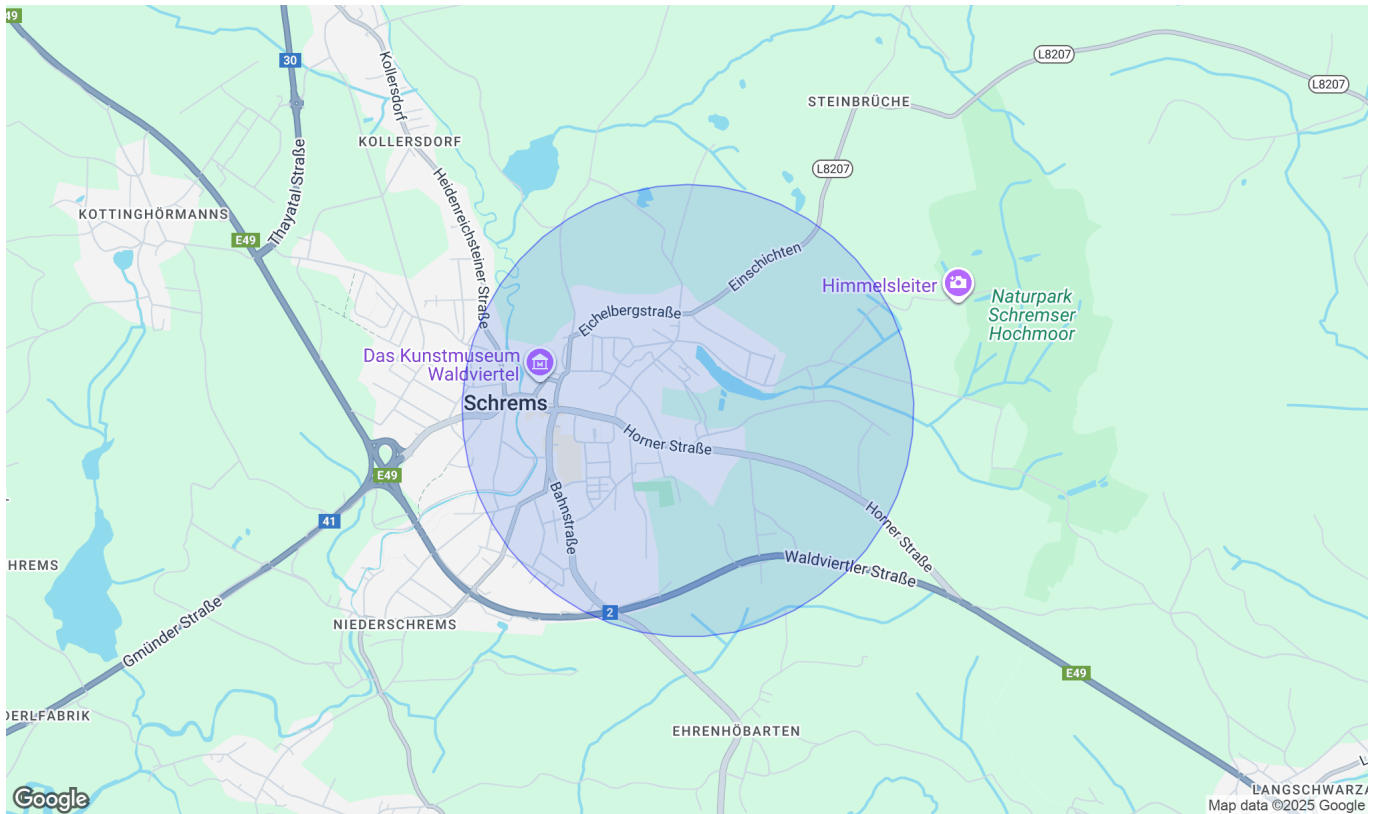 49
30
L8207
L8207
STEINBRÜCHE
Kollersdorf
KOLLERSDORF
L8207
Thayatal Straße
Heidenreichsteiner Straße
KOTTINGHÖRMANNS
E49
Einschichten
Himmelsleiter
Naturpark
Schremser
Hochmoor
Eichelbergstraße
Das Kunstmuseum
Waldviertel
M
Schrems
Horner Straße
E49
Bahnstraße
41
Horner Straße
HREMS
Waldviertler Straße
2
Gmünder Straße
NIEDERSCHREMS
E49
DERLFABRIK
EHRENHÖBARTEN
L
LANGSCHWARZA
Google
Map data ©2025 Google